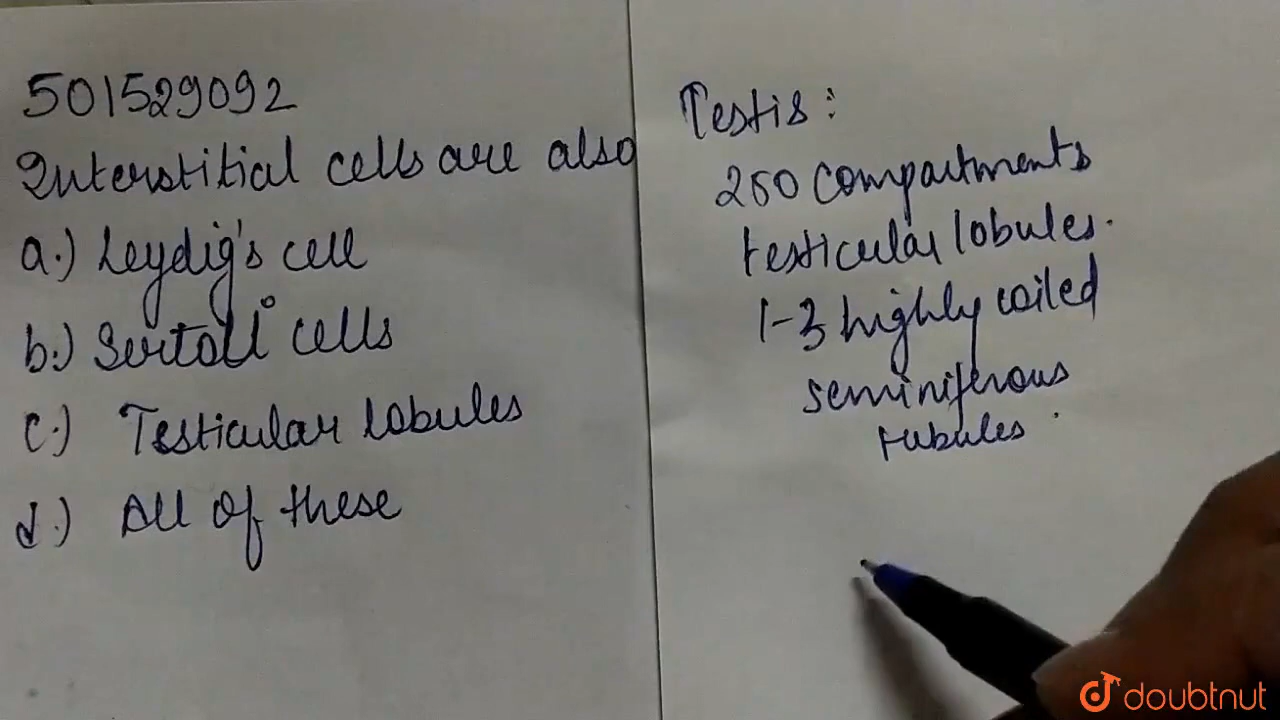 501529092
Interstitial cells are also
a.) Leydig's cell
b.) Sertoli cells
c.) Testicular lobules
d.) All of these
Testis:
250 compartments
testicular lobules.
1-3 highly coiled
seminiferous
tubules.
doubtnut